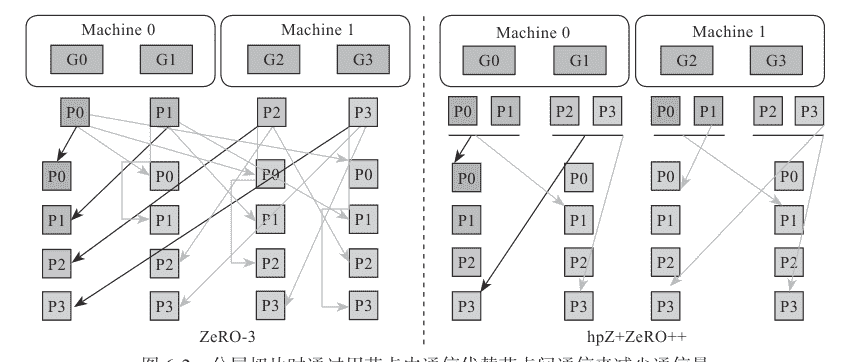 Machine 0 Machine 1 Machine 0 Machine 1
G0 G1 G2 G3 G0 G1 G2 G3
P0 P1 P2 P3 P0 P1 P2 P3 P0 P1 P2 P3
P0 P0 P0 P0 P0 P0 P0 P0
P1 P1 P1 P1 P1 P1 P1 P1
P2 P2 P2 P2 P2 P2 P2 P2
P3 P3 P3 P3 P3 P3 P3 P3
ZeRO-3 hpZ+ZeRO++